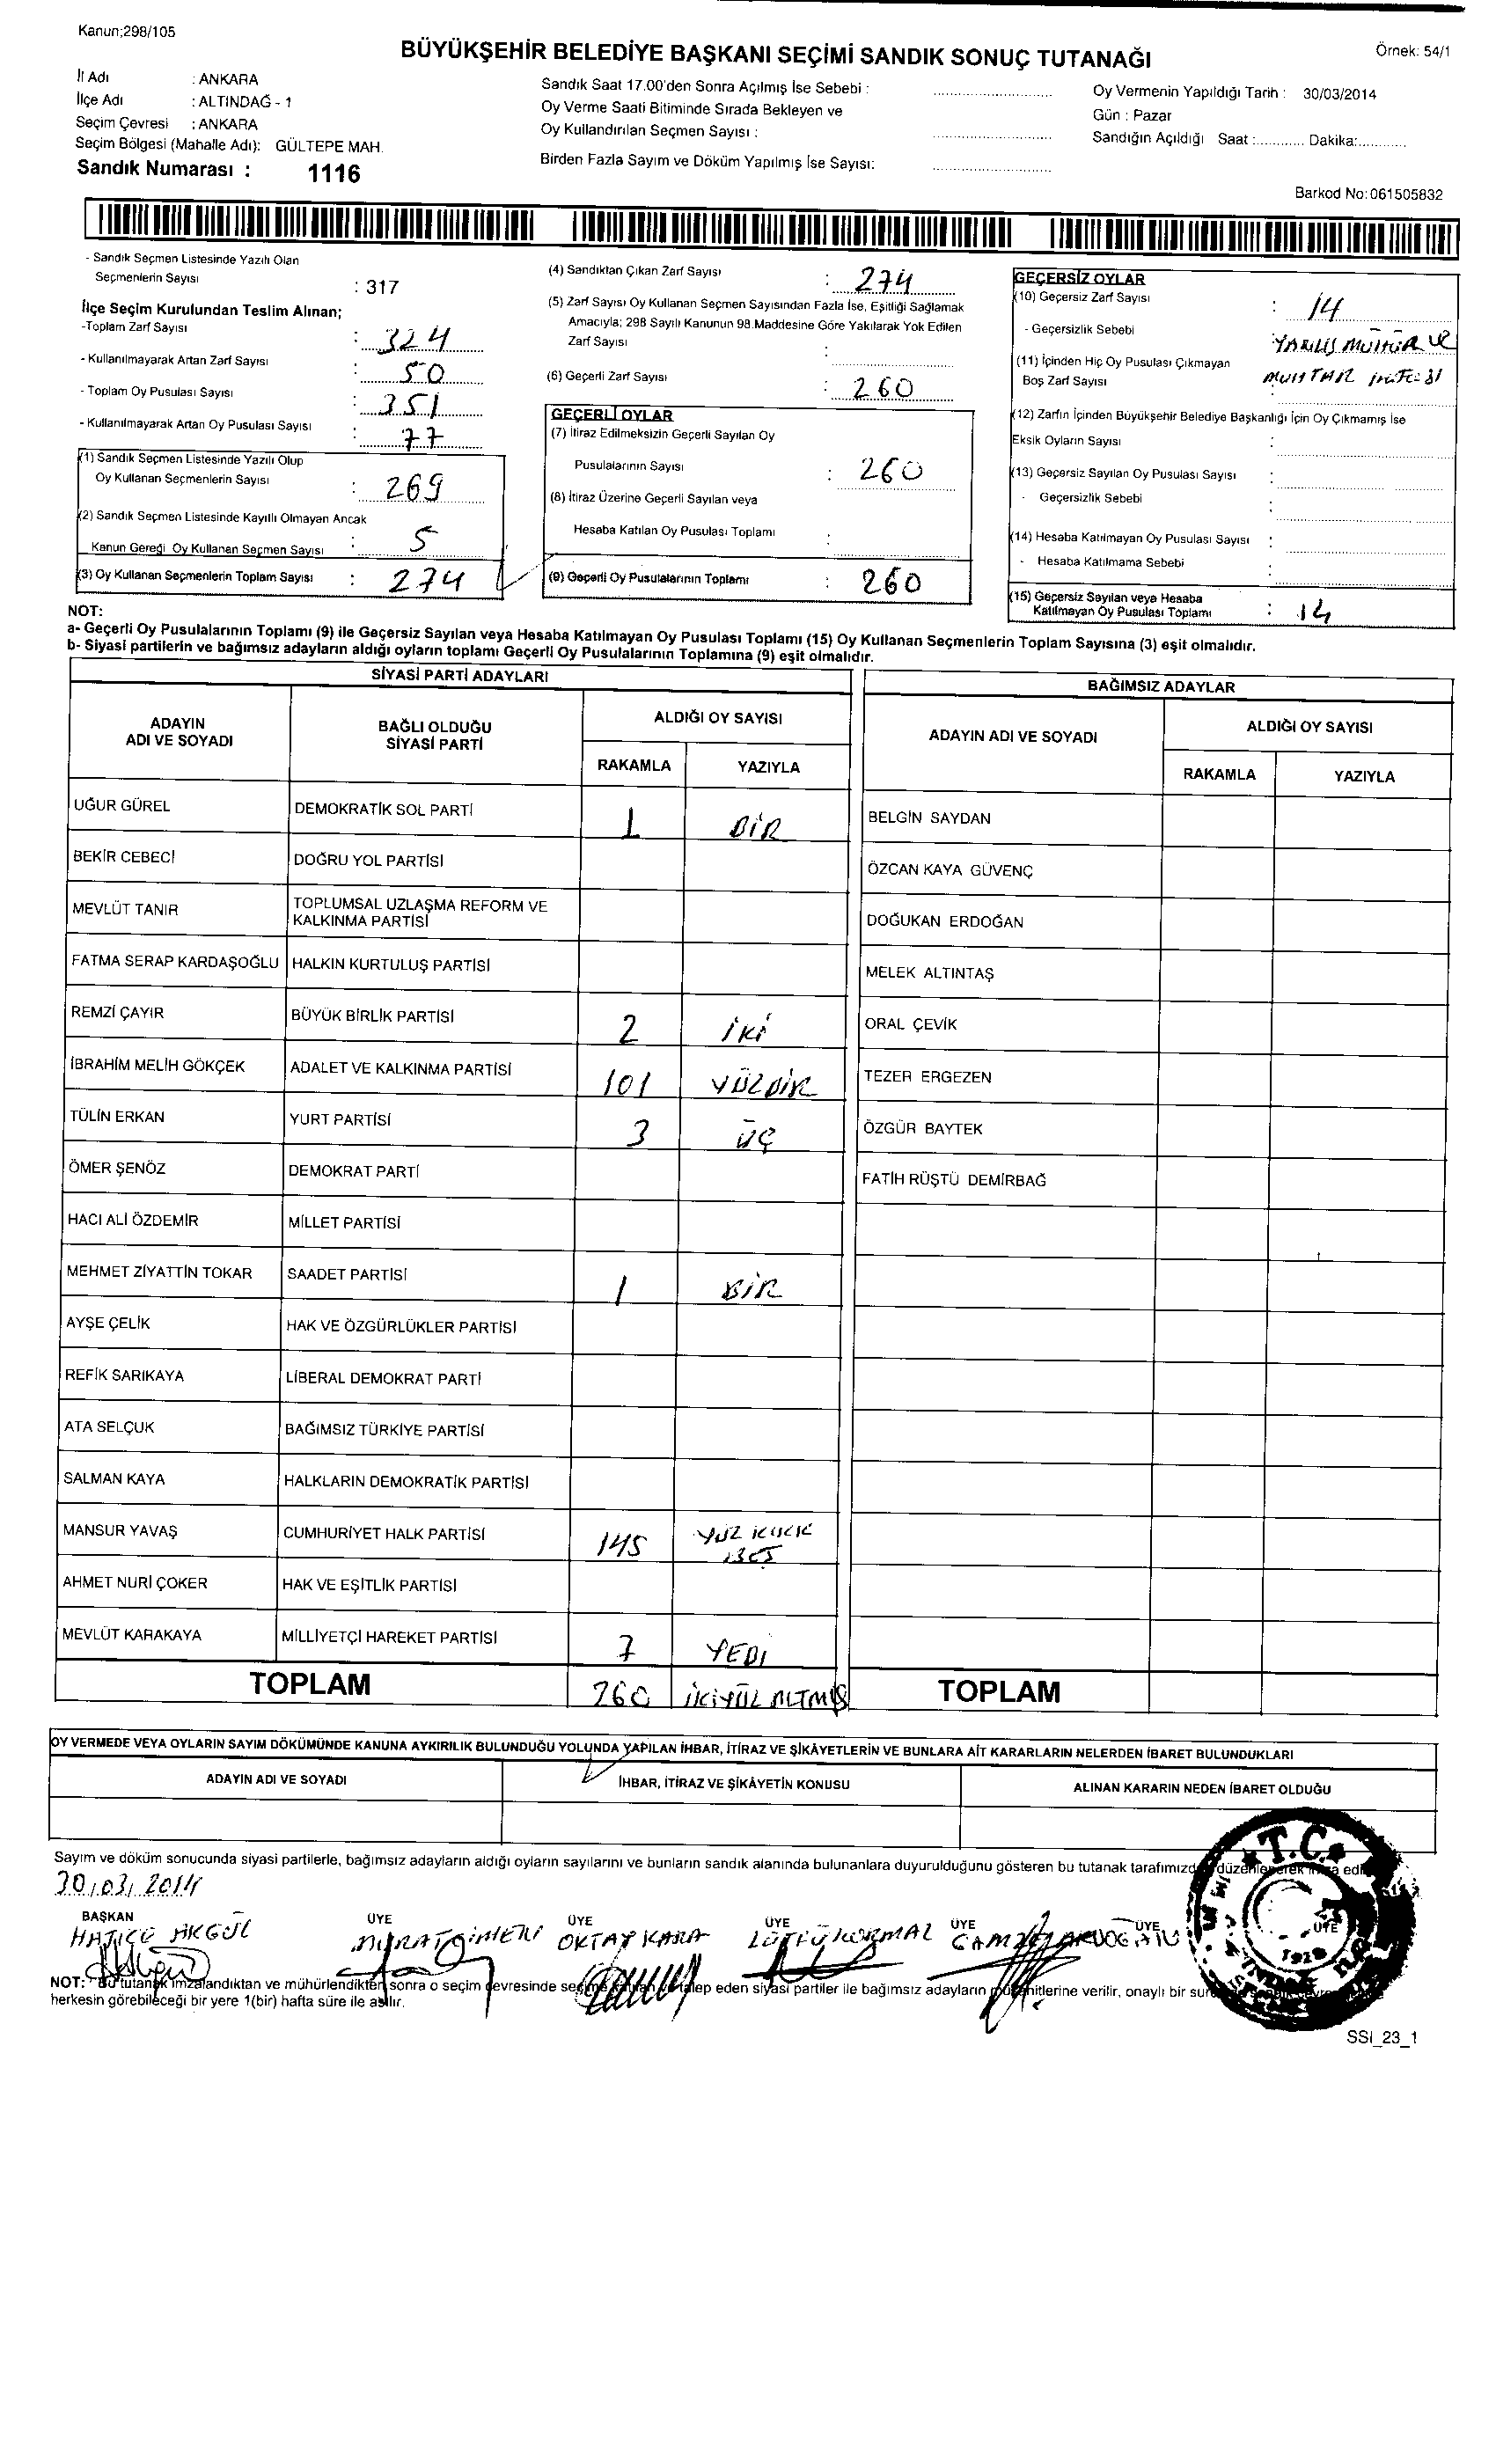 Kanun;298/105
BÜYÜKŞEHİR BELEDİYE BAŞKANI SEÇİMİ SANDIK SONUÇ TUTANAĞI
Örnek: 54/1
İl Adı : ANKARA
İlçe Adı : ALTINDAĞ - 1
Seçim Çevresi : ANKARA
Seçim Bölgesi (Mahalle Adı): GÜLTEPE MAH.
Sandık Numarası : 1116
Sandık Saat 17.00'den Sonra Açılmış İse Sebebi :
Oy Verme Saati Bitiminde Sırada Bekleyen ve
Oy Kullandırılan Seçmen Sayısı :
Birden Fazla Sayım ve Döküm Yapılmış İse Sayısı:
Oy Vermenin Yapıldığı Tarih : 30/03/2014
Gün : Pazar
Sandığın Açıldığı Saat :............ Dakika:............
Barkod No:061505832
- Sandık Seçmen Listesinde Yazılı Olan
Seçmenlerin Sayısı : 317
İlçe Seçim Kurulundan Teslim Alınan;
-Toplam Zarf Sayısı : 324
- Kullanılmayarak Artan Zarf Sayısı : 50
- Toplam Oy Pusulası Sayısı : 351
- Kullanılmayarak Artan Oy Pusulası Sayısı : 77
(1) Sandık Seçmen Listesinde Yazılı Olup
Oy Kullanan Seçmenlerin Sayısı : 269
(2) Sandık Seçmen Listesinde Kayıtlı Olmayan Ancak
Kanun Gereği Oy Kullanan Seçmen Sayısı : 5
(3) Oy Kullanan Seçmenlerin Toplam Sayısı : 274
(4) Sandıktan Çıkan Zarf Sayısı : 274
(5) Zarf Sayısı Oy Kullanan Seçmen Sayısından Fazla İse, Eşitliği Sağlamak
Amacıyla; 298 Sayılı Kanunun 98.Maddesine Göre Yakılarak Yok Edilen
Zarf Sayısı :
(6) Geçerli Zarf Sayısı : 260
GEÇERLİ OYLAR
(7) İtiraz Edilmeksizin Geçerli Sayılan Oy
Pusulalarının Sayısı : 260
(8) İtiraz Üzerine Geçerli Sayılan veya
Hesaba Katılan Oy Pusulası Toplamı :
(9) Geçerli Oy Pusulalarının Toplamı : 260
GEÇERSİZ OYLAR
(10) Geçersiz Zarf Sayısı : 14
- Geçersizlik Sebebi : YANLIŞ MÜHÜR VE
(11) İçinden Hiç Oy Pusulası Çıkmayan MUHTAR
Boş Zarf Sayısı :
(12) Zarfın İçinden Büyükşehir Belediye Başkanlığı İçin Oy Çıkmamış İse
Eksik Oyların Sayısı :
(13) Geçersiz Sayılan Oy Pusulası Sayısı :
- Geçersizlik Sebebi :
(14) Hesaba Katılmayan Oy Pusulası Sayısı :
- Hesaba Katılmama Sebebi :
(15) Geçersiz Sayılan veya Hesaba
Katılmayan Oy Pusulası Toplamı : 14
NOT:
a- Geçerli Oy Pusulalarının Toplamı (9) ile Geçersiz Sayılan veya Hesaba Katılmayan Oy Pusulası Toplamı (15) Oy Kullanan Seçmenlerin Toplam Sayısına (3) eşit olmalıdır.
b- Siyasi partilerin ve bağımsız adayların aldığı oyların toplamı Geçerli Oy Pusulalarının Toplamına (9) eşit olmalıdır.
SİYASİ PARTİ ADAYLARI
ADAYIN ADI VE SOYADI
BAĞLI OLDUĞU SİYASİ PARTİ
ALDIĞI OY SAYISI
RAKAMLA YAZIYLA
UĞUR GÜREL DEMOKRATİK SOL PARTİ 1 BİR
BEKİR CEBECİ DOĞRU YOL PARTİSİ
MEVLÜT TANIR TOPLUMSAL UZLAŞMA REFORM VE KALKINMA PARTİSİ
FATMA SERAP KARDAŞOĞLU HALKIN KURTULUŞ PARTİSİ
REMZİ ÇAYIR BÜYÜK BİRLİK PARTİSİ 2 İKİ
İBRAHİM MELİH GÖKÇEK ADALET VE KALKINMA PARTİSİ 101 YÜZBİR
TÜLİN ERKAN YURT PARTİSİ 3 ÜÇ
ÖMER ŞENÖZ DEMOKRAT PARTİ
HACI ALİ ÖZDEMİR MİLLET PARTİSİ
MEHMET ZİYATTİN TOKAR SAADET PARTİSİ 1 BİR
AYŞE ÇELİK HAK VE ÖZGÜRLÜKLER PARTİSİ
REFİK SARIKAYA LİBERAL DEMOKRAT PARTİ
ATA SELÇUK BAĞIMSIZ TÜRKİYE PARTİSİ
SALMAN KAYA HALKLARIN DEMOKRATİK PARTİSİ
MANSUR YAVAŞ CUMHURİYET HALK PARTİSİ 145 YÜZ KIRK BEŞ
AHMET NURİ ÇOKER HAK VE EŞİTLİK PARTİSİ
MEVLÜT KARAKAYA MİLLİYETÇİ HAREKET PARTİSİ 7 YEDİ
TOPLAM 260 İKİYÜZ ALTMIŞ
BAĞIMSIZ ADAYLAR
ADAYIN ADI VE SOYADI
ALDIĞI OY SAYISI
RAKAMLA YAZIYLA
BELGİN SAYDAN
ÖZCAN KAYA GÜVENÇ
DOĞUKAN ERDOĞAN
MELEK ALTINTAŞ
ORAL ÇEVİK
TEZER ERGEZEN
ÖZGÜR BAYTEK
FATİH RÜŞTÜ DEMİRBAĞ
TOPLAM
OY VERMEDE VEYA OYLARIN SAYIM DÖKÜMÜNDE KANUNA AYKIRILIK BULUNDUĞU YOLUNDA YAPILAN İHBAR, İTİRAZ VE ŞİKÂYETLERİN VE BUNLARA AİT KARARLARIN NELERDEN İBARET BULUNDUKLARI
ADAYIN ADI VE SOYADI İHBAR, İTİRAZ VE ŞİKÂYETİN KONUSU ALINAN KARARIN NEDEN İBARET OLDUĞU
Sayım ve döküm sonucunda siyasi partilerle, bağımsız adayların aldığı oyların sayılarını ve bunların sandık alanında bulunanlara duyurulduğunu gösteren bu tutanak tarafımızdan düzenlenerek imza
30/03/2014
BAŞKAN ÜYE ÜYE ÜYE ÜYE ÜYE ÜYE
HATİCE AKGÜL MURAT OKTAY KARA LÜTFÜ
T.C.
NOT: Bu tutanak imzalandıktan ve mühürlendikten sonra o seçim çevresinde seçime katılan ve talep eden siyasi partiler ile bağımsız adayların müşahitlerine verilir, onaylı bir
herkesin görebileceği bir yere 1(bir) hafta süre ile asılır.
SSI_23_1